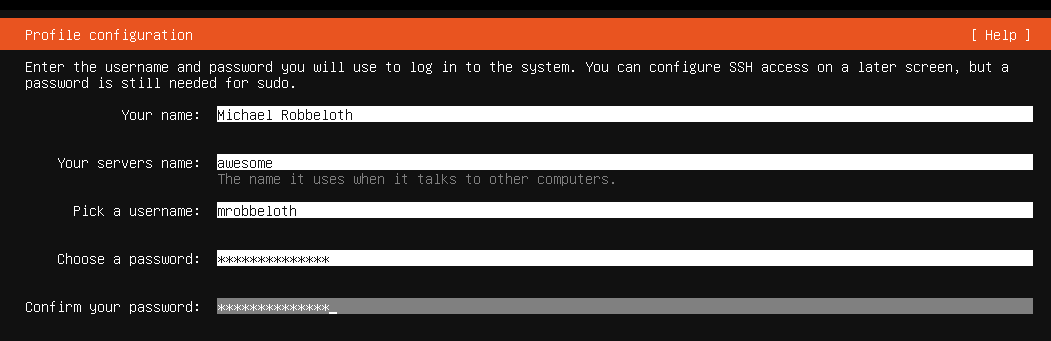 Profile configuration [ Help ]
Enter the username and password you will use to log in to the system. You can configure SSH access on a later screen, but a
password is still needed for sudo.
Your name: Michael Robbeloth
Your servers name: awesome
The name it uses when it talks to other computers.
Pick a username: mrobbeloth
Choose a password: **************
Confirm your password: **************_